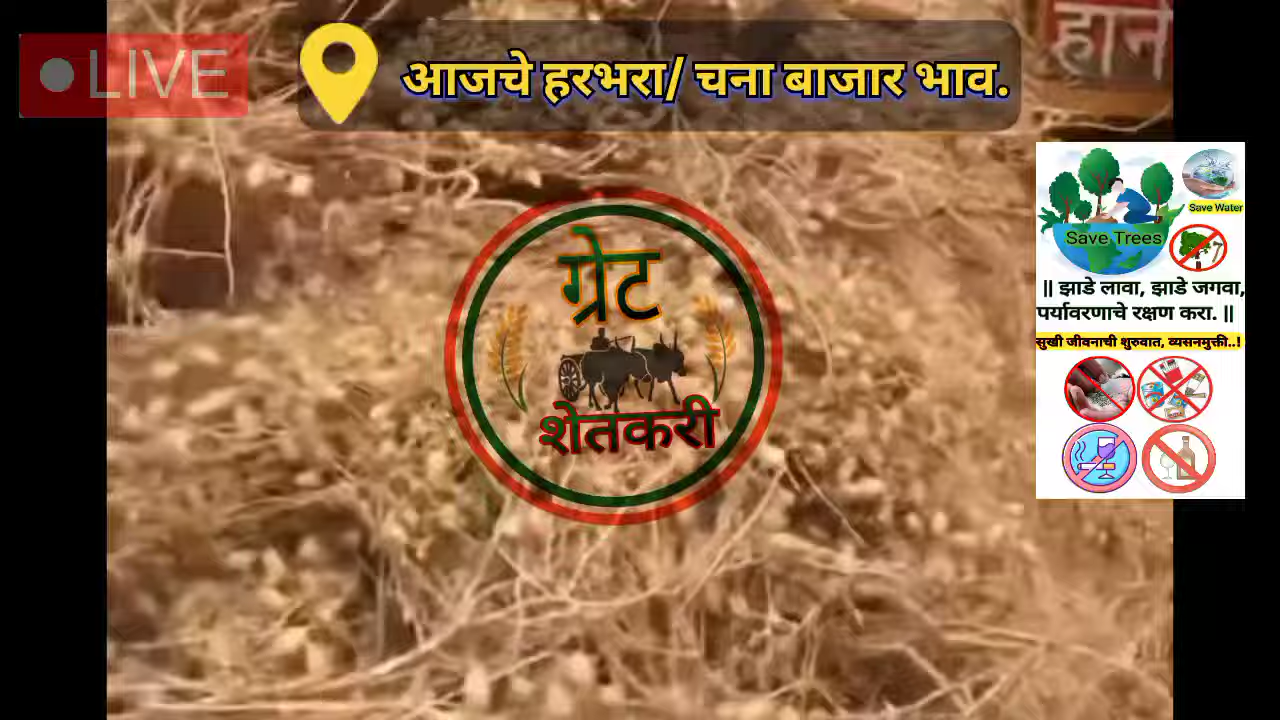 LIVE
आजचे हरभरा/ चना बाजार भाव.
हान
Save Water
Save Trees
|| झाडे लावा, झाडे जगवा,
पर्यावरणाचे रक्षण करा. ||
सुखी जीवनाची शुरुवात, व्यसनमुक्ती..!
ग्रेट
शेतकरी